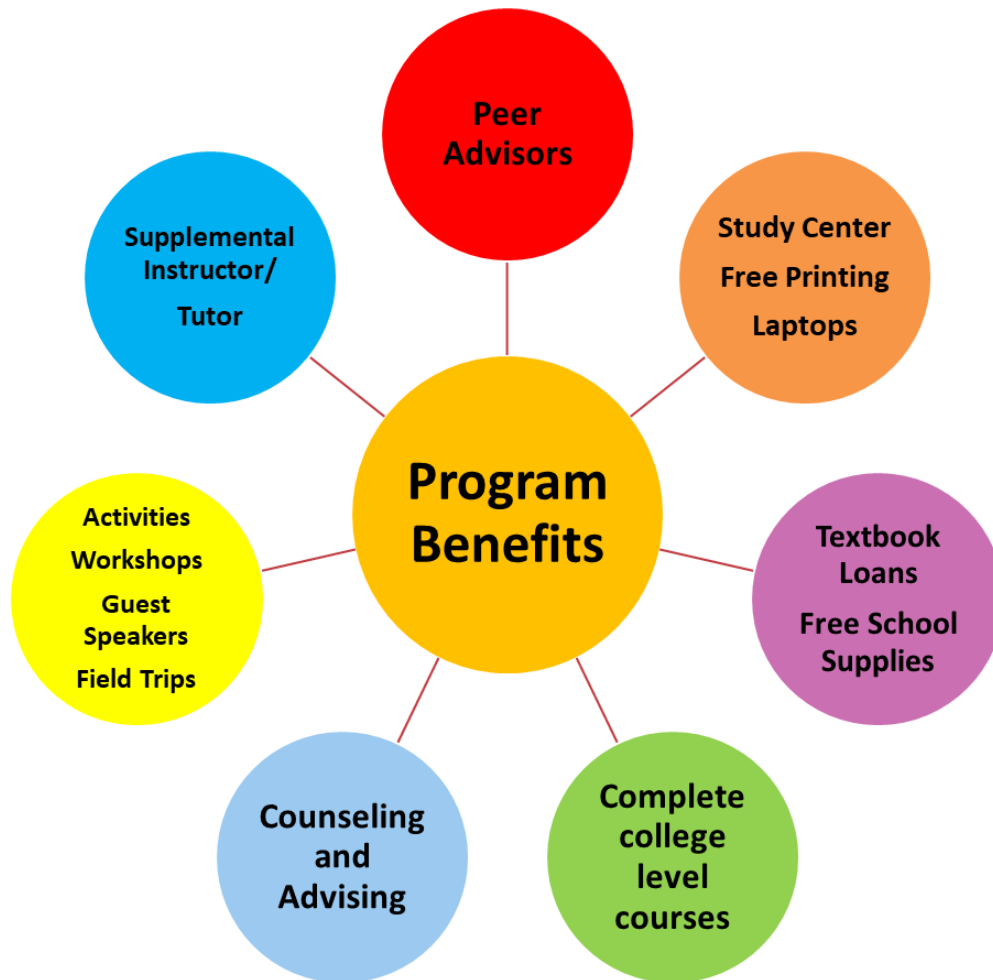 Peer
Advisors
Study Center
Free Printing
Laptops
Textbook
Loans
Free School
Supplies
Complete
college
level
courses
Counseling
and
Advising
Activities
Workshops
Guest
Speakers
Field Trips
Supplemental
Instructor/
Tutor
Program
Benefits